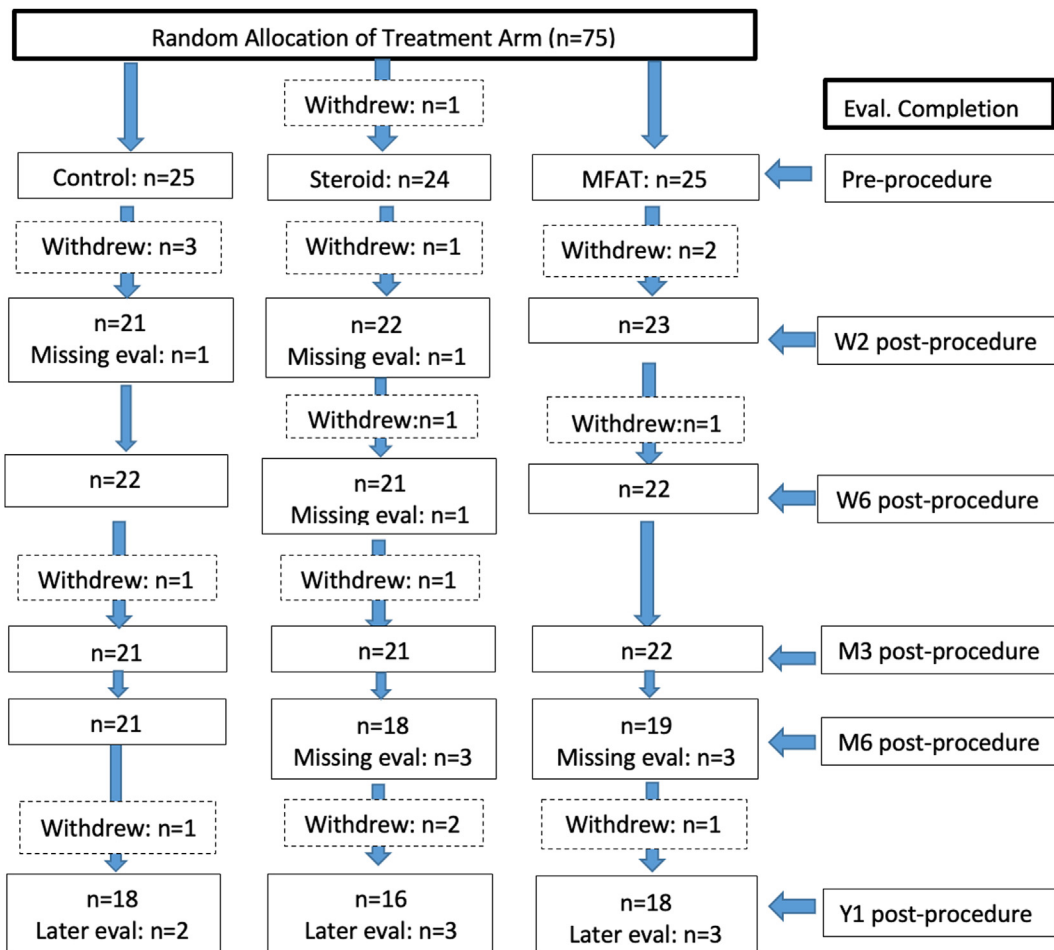 Random Allocation of Treatment Arm (n=75)
Withdrew: n=1
Eval. Completion
Control: n=25
Steroid: n=24
MFAT: n=25
Pre-procedure
Withdrew: n=3
Withdrew: n=1
Withdrew: n=2
n=21
Missing eval: n=1
n=22
Missing eval: n=1
n=23
W2 post-procedure
Withdrew:n=1
Withdrew:n=1
n=22
n=21
Missing eval: n=1
n=22
W6 post-procedure
Withdrew: n=1
Withdrew: n=1
n=21
n=21
n=22
M3 post-procedure
n=21
n=18
Missing eval: n=3
n=19
Missing eval: n=3
M6 post-procedure
Withdrew: n=1
Withdrew: n=2
Withdrew: n=1
n=18
Later eval: n=2
n=16
Later eval: n=3
n=18
Later eval: n=3
Y1 post-procedure